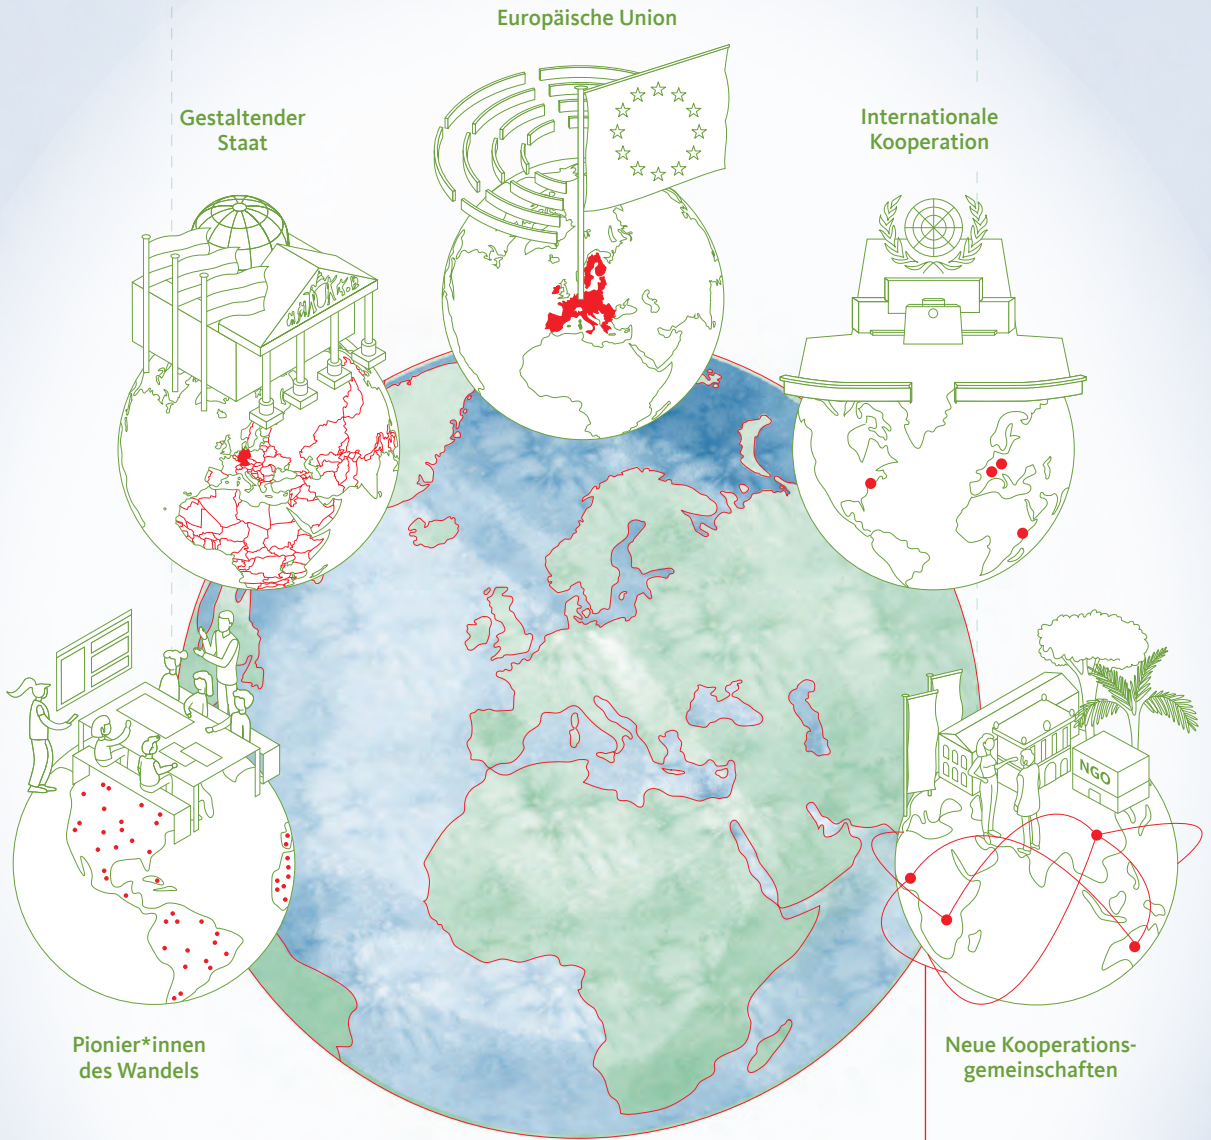 Europäische Union
Gestaltender
Staat
Internationale
Kooperation
NGO
Pionier*innen
des Wandels
Neue Kooperations-
gemeinschaften